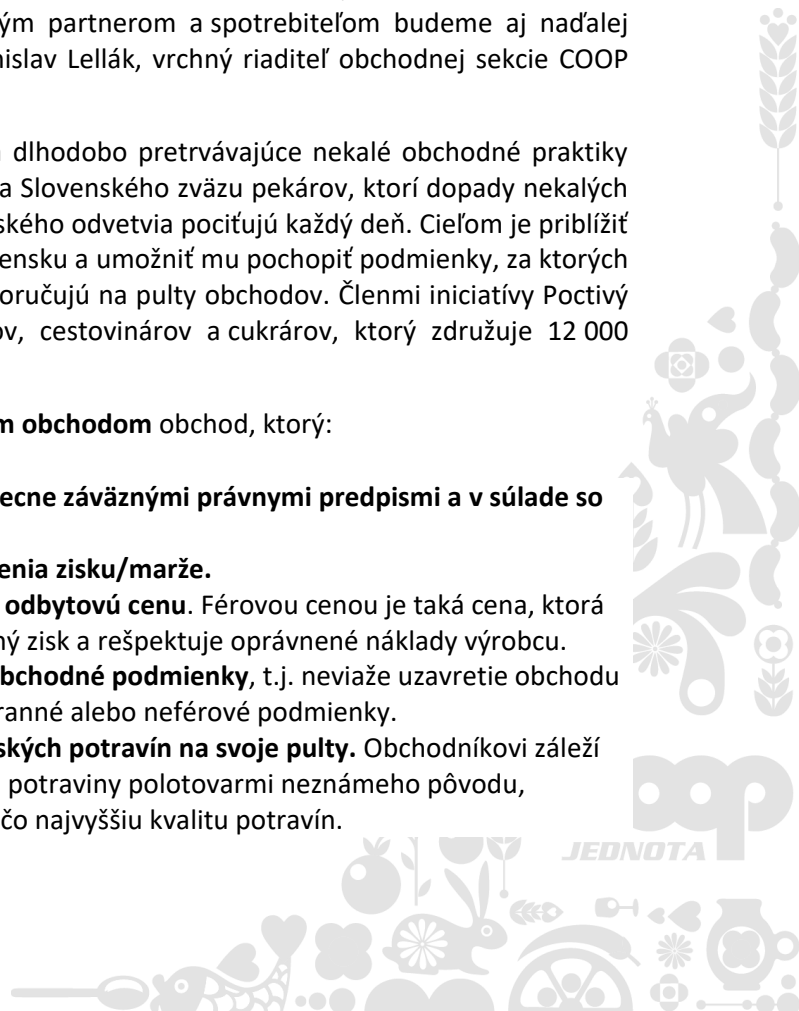 ým partnerom a spotrebiteľom budeme aj naďalej
nislav Lellák, vrchný riaditeľ obchodnej sekcie COOP
dlhodobo pretrvávajúce nekalé obchodné praktiky
a Slovenského zväzu pekárov, ktorí dopady nekalých
ského odvetvia pociťujú každý deň. Cieľom je priblížiť
ensku a umožniť mu pochopiť podmienky, za ktorých
oručujú na pulty obchodov. Členmi iniciatívy Poctivý
ov, cestovinárov a cukrárov, ktorý združuje 12 000
m obchodom obchod, ktorý:
ecne záväznými právnymi predpismi a v súlade so
enia zisku/marže.
odbytovú cenu. Férovou cenou je taká cena, ktorá
ný zisk a rešpektuje oprávnené náklady výrobcu.
bchodné podmienky, t.j. neviaže uzavretie obchodu
ranné alebo neférové podmienky.
ských potravín na svoje pulty. Obchodníkovi záleží
potraviny polotovarmi neznámeho pôvodu,
čo najvyššiu kvalitu potravín.
JEDNOTA